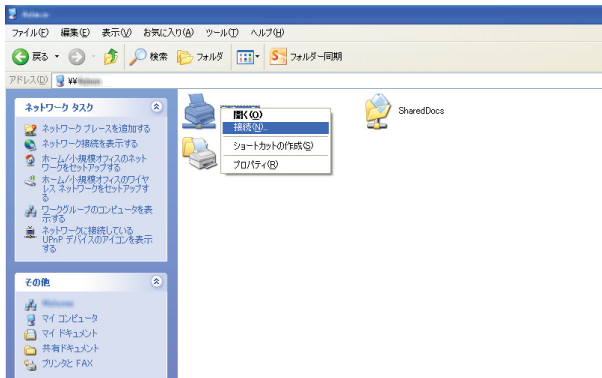 ファイル(F) 編集(E) 表示(V) お気に入り(A) ツール(T) ヘルプ(H)
戻る 検索 フォルダ フォルダー同期
アドレス(D) ¥¥
ネットワーク タスク
ネットワーク プレースを追加する
ネットワーク接続を表示する
ホーム/小規模オフィスのネット
ワークをセットアップする
ホーム/小規模オフィスのワイヤ
レス ネットワークをセットアップす
る
ワークグループのコンピュータを表
示する
ネットワークに接続している
UPnP デバイスのアイコンを表示
する
その他
マイ コンピュータ
マイ ドキュメント
共有ドキュメント
プリンタと FAX
開く(O)
接続(N)...
ショートカットの作成(S)
プロパティ(R)
SharedDocs